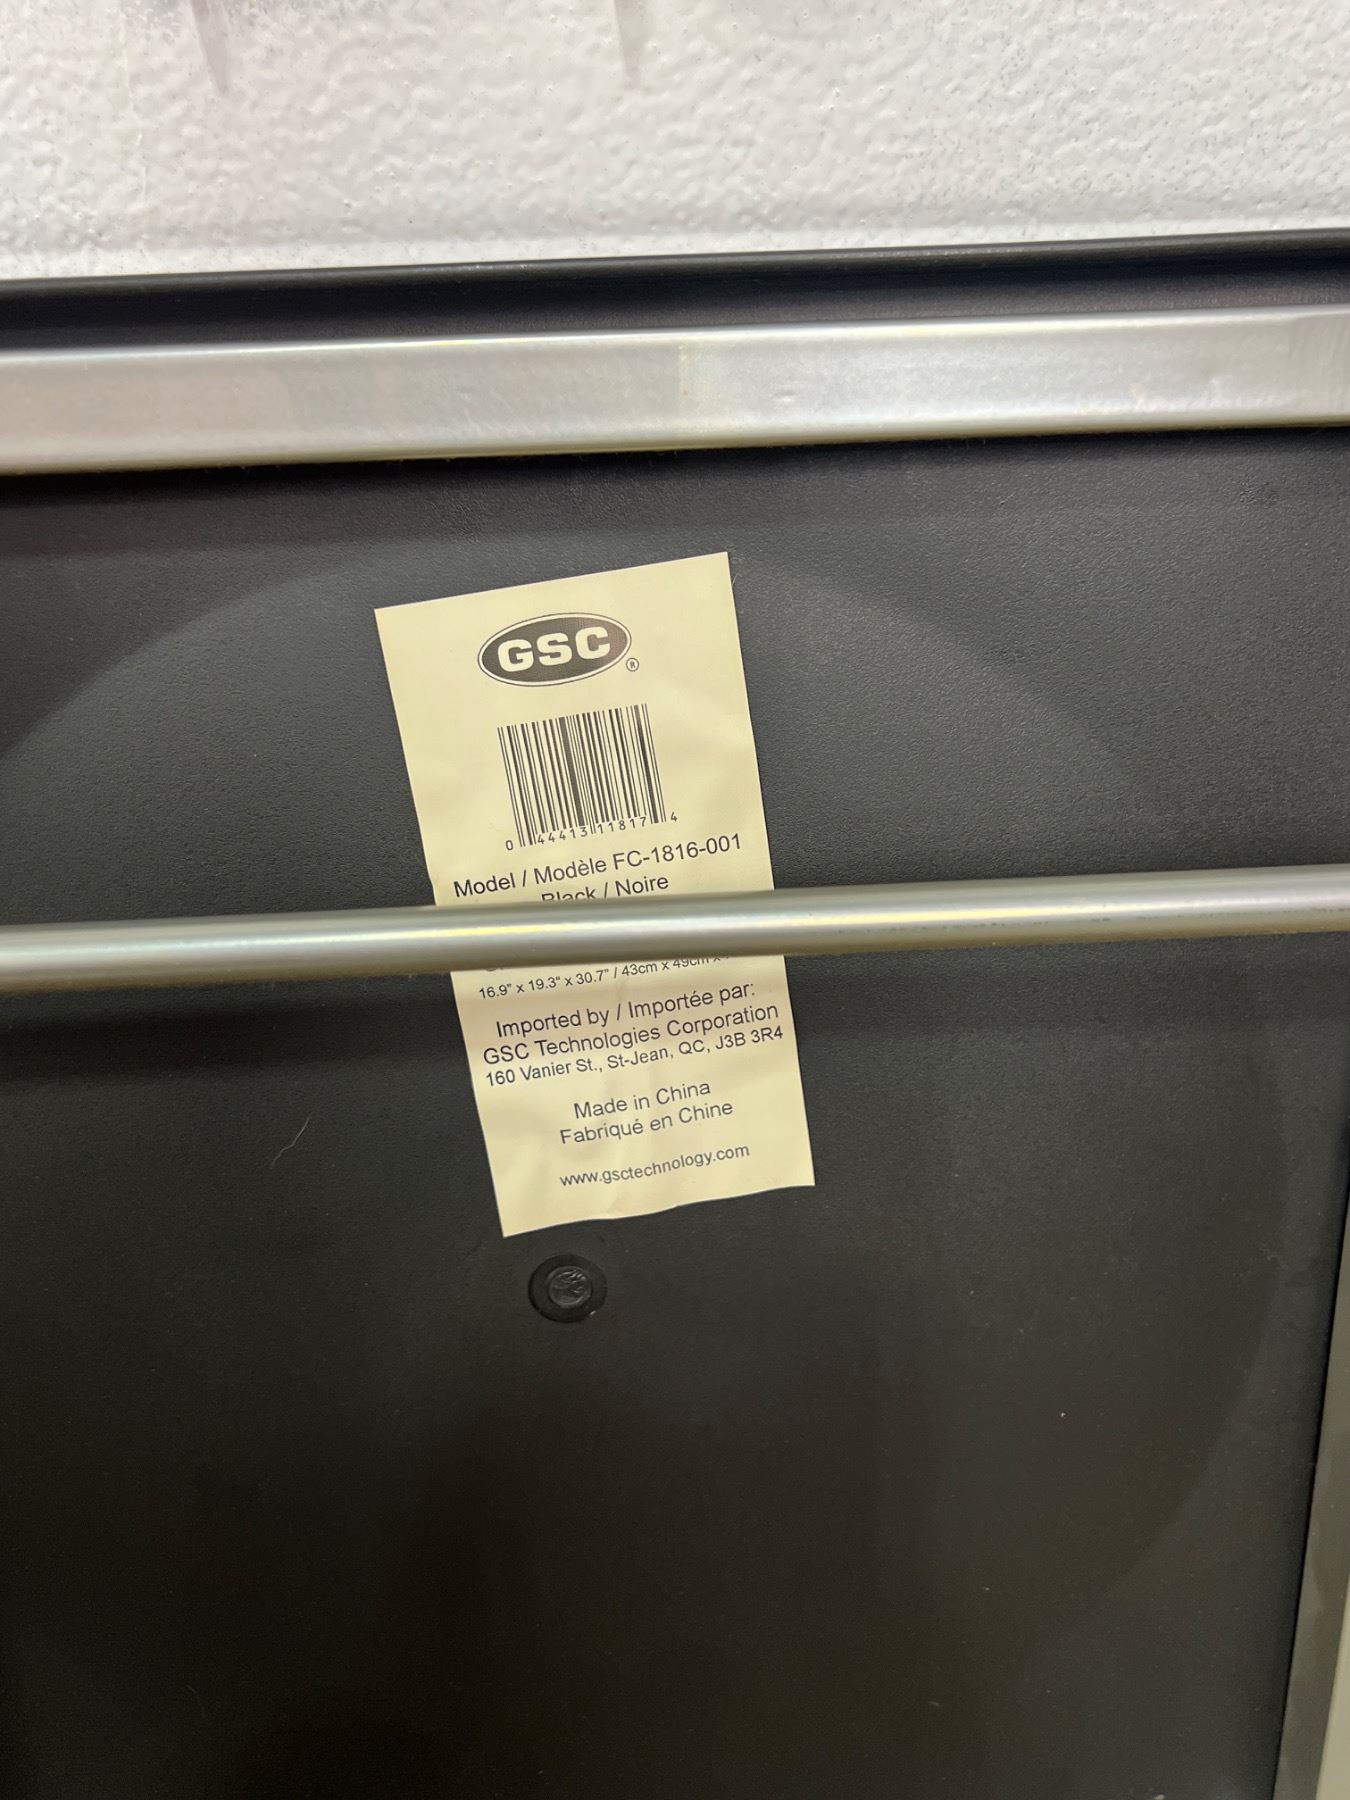 GSC®
0 44413 11817 4
Model / Modèle FC-1816-001
Black / Noire
16.9" x 19.3" x 30.7" / 43cm x 49cm x
Imported by / Importée par:
GSC Technologies Corporation
160 Vanier St., St-Jean, QC, J3B 3R4
Made in China
Fabriqué en Chine
www.gsctechnology.com